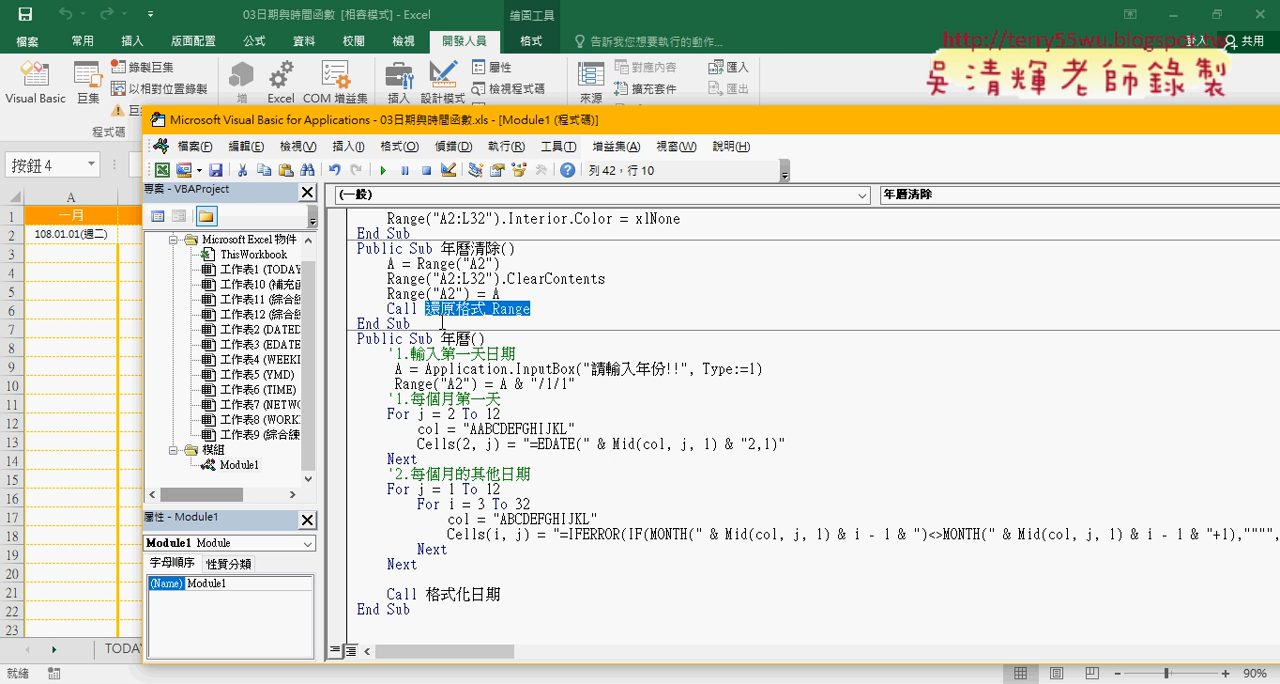 03日期與時間函數 [相容模式] - Excel
繪圖工具
檔案 常用 插入 版面配置 公式 資料 校閱 檢視 開發人員 格式 告訴我您想要執行的動作... 登入 共用
http://terry55wu.blogspot.tw
吳清輝老師錄製
Visual Basic 巨集 錄製巨集
以相對位置錄製
程式碼
增 Excel COM 增益集
插入 設計模式 屬性
檢視程式碼
來源 對應內容
擴充套件
匯入
匯出
Microsoft Visual Basic for Applications - 03日期與時間函數.xls - [Module1 (程式碼)]
檔案(F) 編輯(E) 檢視(V) 插入(I) 格式(O) 偵錯(D) 執行(R) 工具(T) 增益集(A) 視窗(W) 說明(H)
列 42，行 10
按鈕 4
A
一月
108.01.01(週二)
1
2
3
4
5
6
7
8
9
10
11
12
13
14
15
16
17
18
19
20
21
22
23
專案 - VBAProject
Microsoft Excel 物件
ThisWorkbook
工作表1 (TODAY
工作表10 (補充函
工作表11 (綜合練
工作表12 (綜合練
工作表2 (DATED
工作表3 (EDATE
工作表4 (WEEKI
工作表5 (YMD)
工作表6 (TIME)
工作表7 (NETWO
工作表8 (WORKI
工作表9 (綜合練
模組
Module1
屬性 - Module1
Module1 Module
字母順序 性質分類
(Name) Module1
(一般) 年曆清除
Range("A2:L32").Interior.Color = xlNone
End Sub
Public Sub 年曆清除()
A = Range("A2")
Range("A2:L32").ClearContents
Range("A2") = A
Call 還原格式_Range
End Sub
Public Sub 年曆()
'1.輸入第一天日期
A = Application.InputBox("請輸入年份!!", Type:=1)
Range("A2") = A & "/1/1"
'1.每個月第一天
For j = 2 To 12
col = "AABCDEFGHIJKL"
Cells(2, j) = "=EDATE(" & Mid(col, j, 1) & "2,1)"
Next
'2.每個月的其他日期
For j = 1 To 12
For i = 3 To 32
col = "ABCDEFGHIJKL"
Cells(i, j) = "=IFERROR(IF(MONTH(" & Mid(col, j, 1) & i - 1 & ")<>MONTH(" & Mid(col, j, 1) & i - 1 & "+1),"""",
Next
Next
Call 格式化日期
End Sub
TODAY
就緒
90%